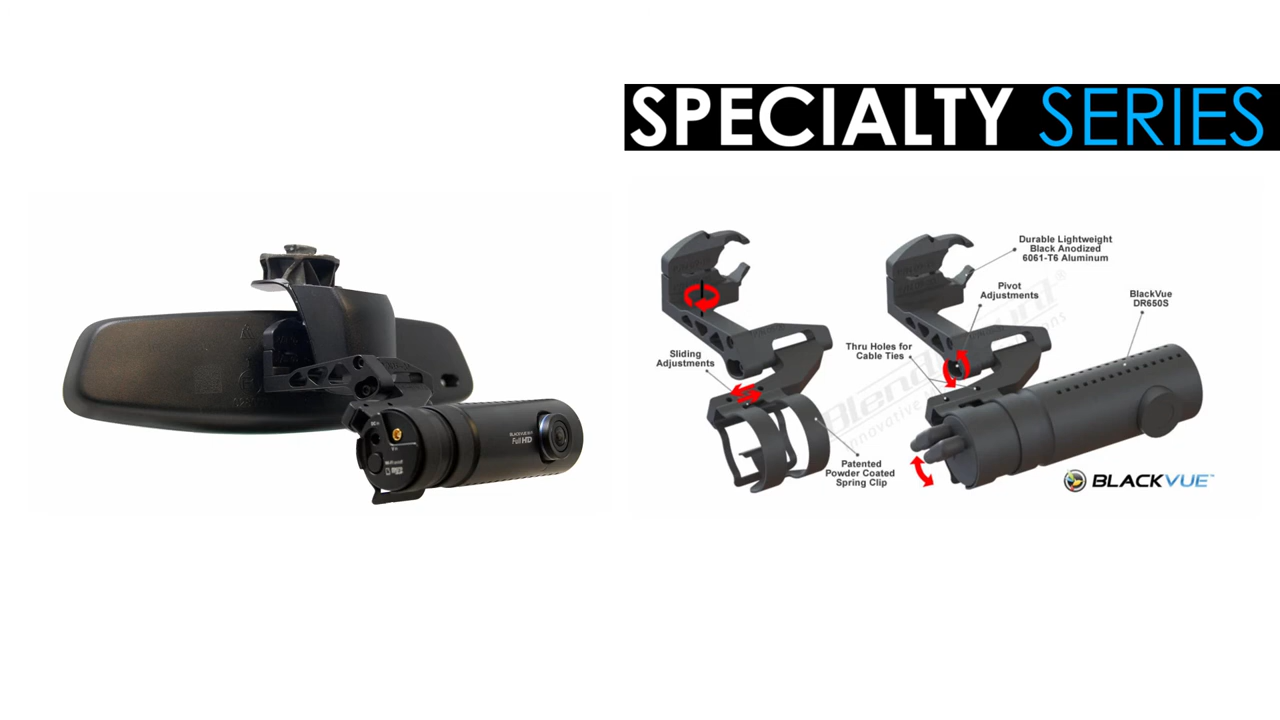 SPECIALTY SERIES
Durable Lightweight
Black Anodized
6061-T6 Aluminum
Pivot
Adjustments
BlackVue
DR650S
Thru Holes for
Cable Ties
Sliding
Adjustments
Patented
Powder Coated
Spring Clip
BLACKVUE™
Full HD